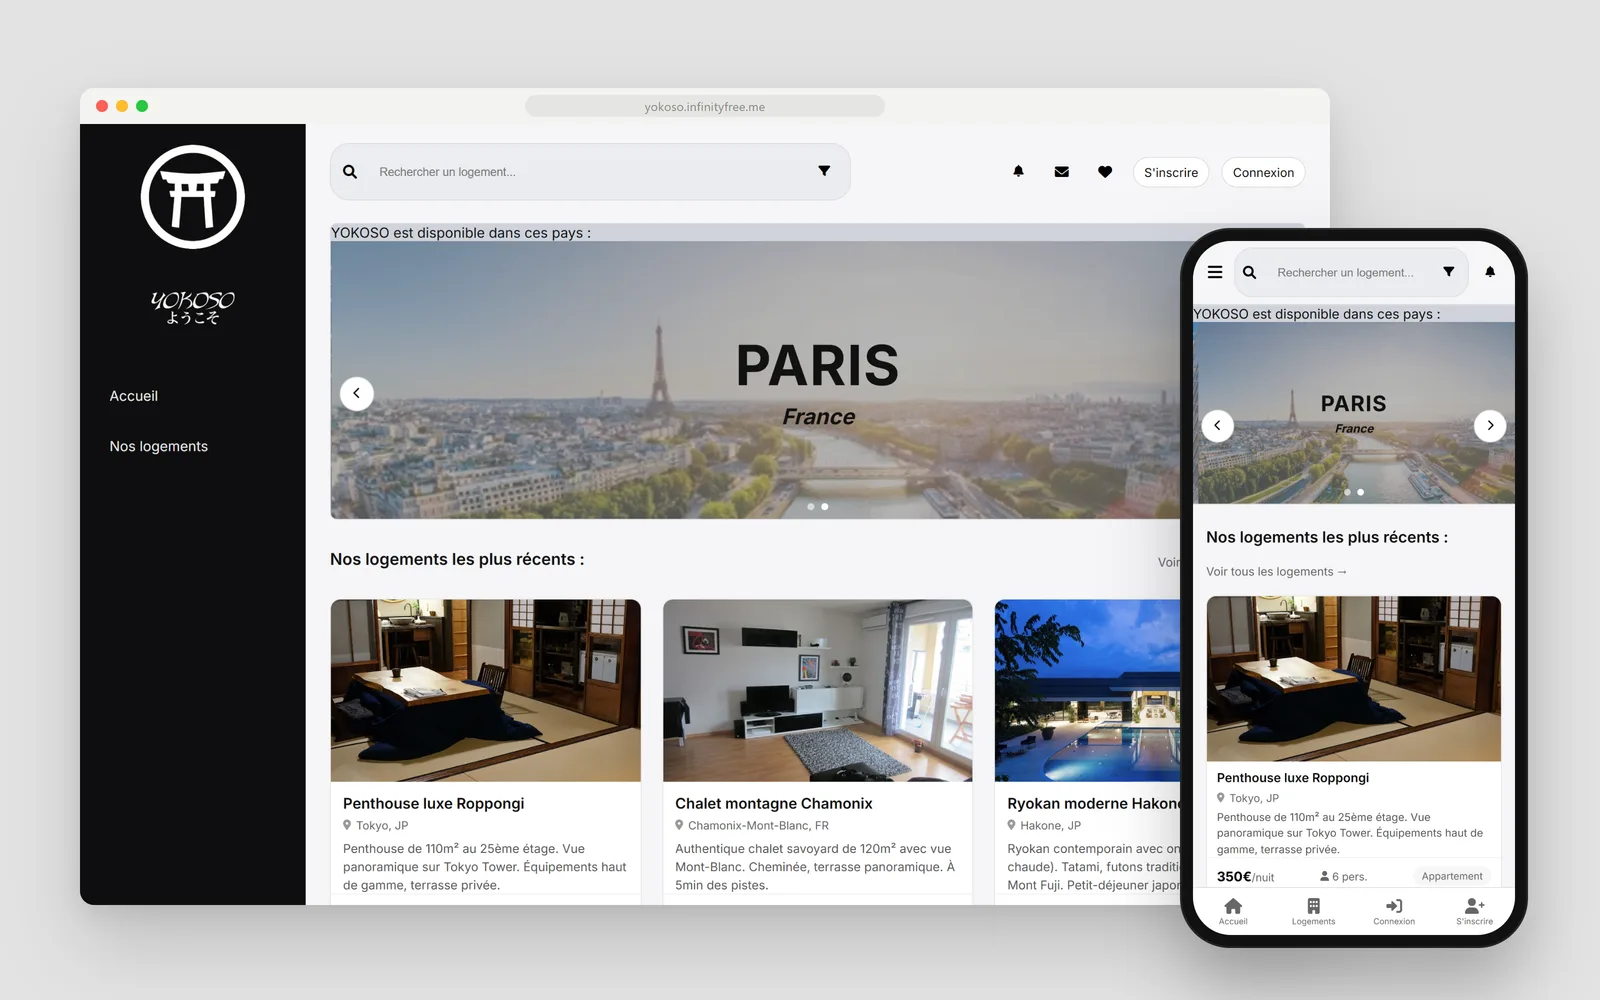 yokoso.infinityfree.me
YOKOSO
ようこそ
Accueil
Nos logements
Rechercher un logement...
S'inscrire
Connexion
YOKOSO est disponible dans ces pays :
PARIS
France
Nos logements les plus récents :
Voir
Penthouse luxe Roppongi
Tokyo, JP
Penthouse de 110m² au 25ème étage. Vue
panoramique sur Tokyo Tower. Équipements haut
de gamme, terrasse privée.
Chalet montagne Chamonix
Chamonix-Mont-Blanc, FR
Authentique chalet savoyard de 120m² avec vue
Mont-Blanc. Cheminée, terrasse panoramique. À
5min des pistes.
Ryokan moderne Hakone
Hakone, JP
Ryokan contemporain avec on
chaude). Tatami, futons traditi
Mont Fuji. Petit-déjeuner japon
Rechercher un logement...
YOKOSO est disponible dans ces pays :
PARIS
France
Nos logements les plus récents :
Voir tous les logements →
Penthouse luxe Roppongi
Tokyo, JP
Penthouse de 110m² au 25ème étage. Vue
panoramique sur Tokyo Tower. Équipements haut de
gamme, terrasse privée.
350€/nuit
6 pers.
Appartement
Accueil
Logements
Connexion
S'inscrire